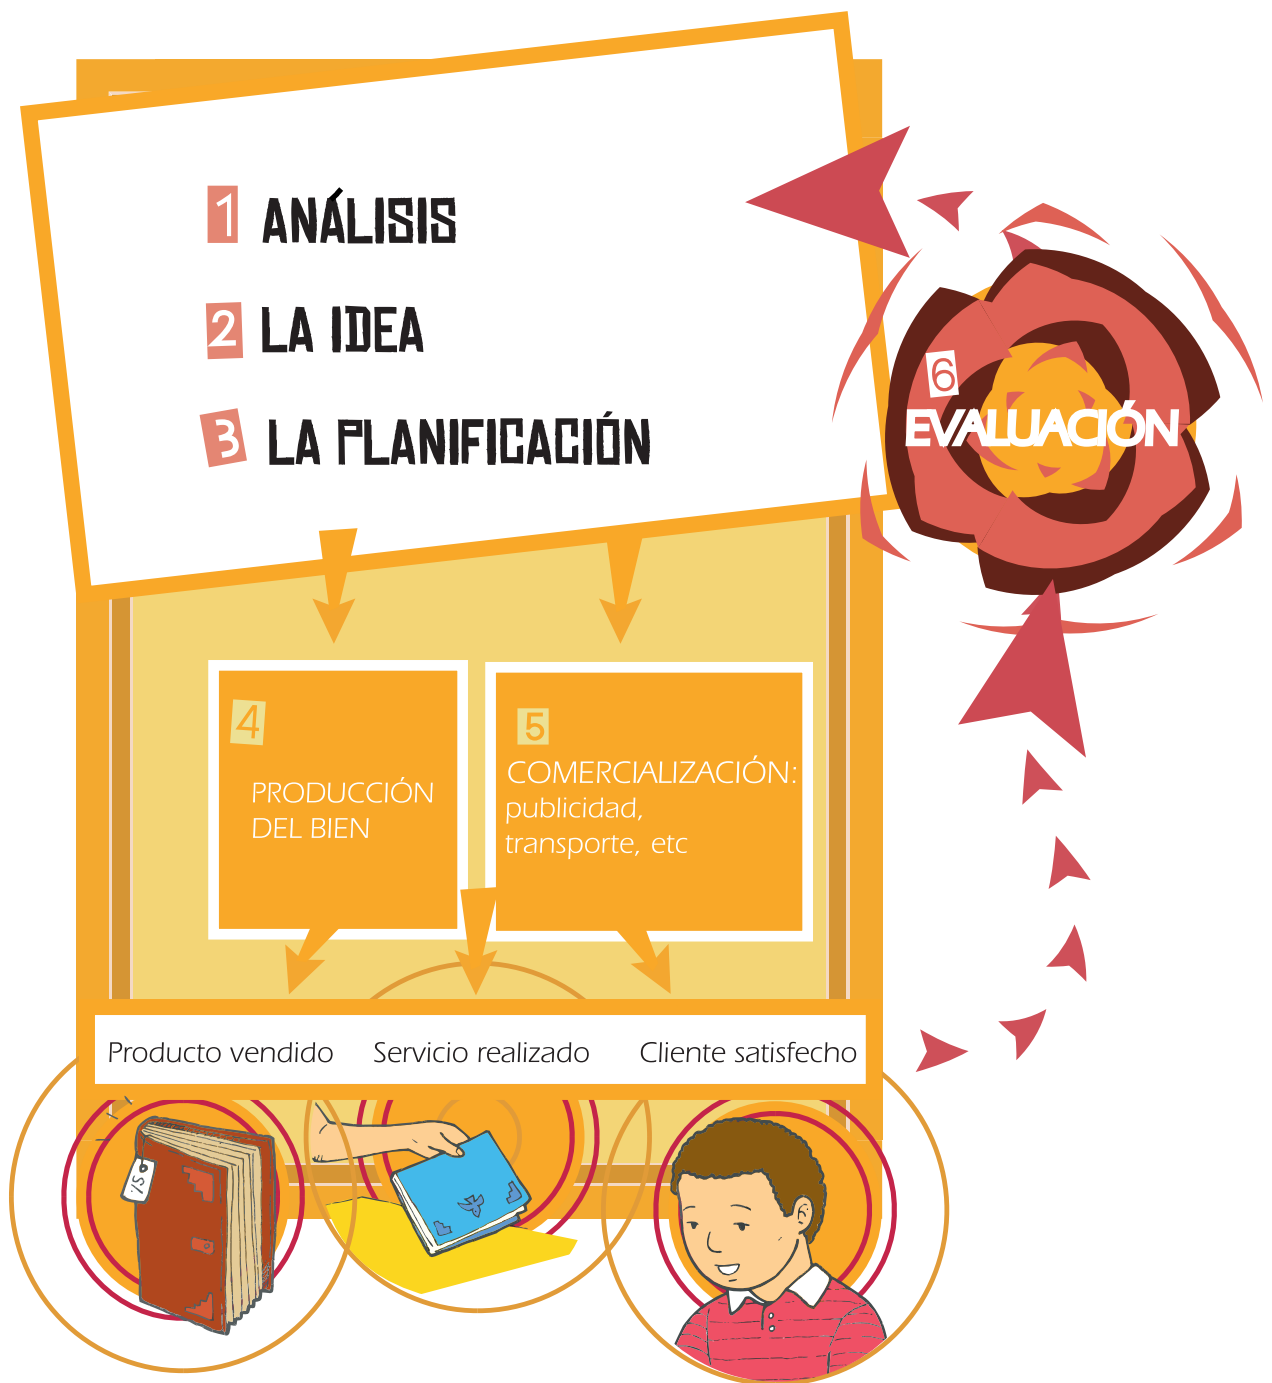 1 ANÁLISIS
2 LA IDEA
3 LA PLANIFICACIÓN
6
EVALUACIÓN
4
PRODUCCIÓN
DEL BIEN
5
COMERCIALIZACIÓN:
publicidad,
transporte, etc
Producto vendido
Servicio realizado
Cliente satisfecho